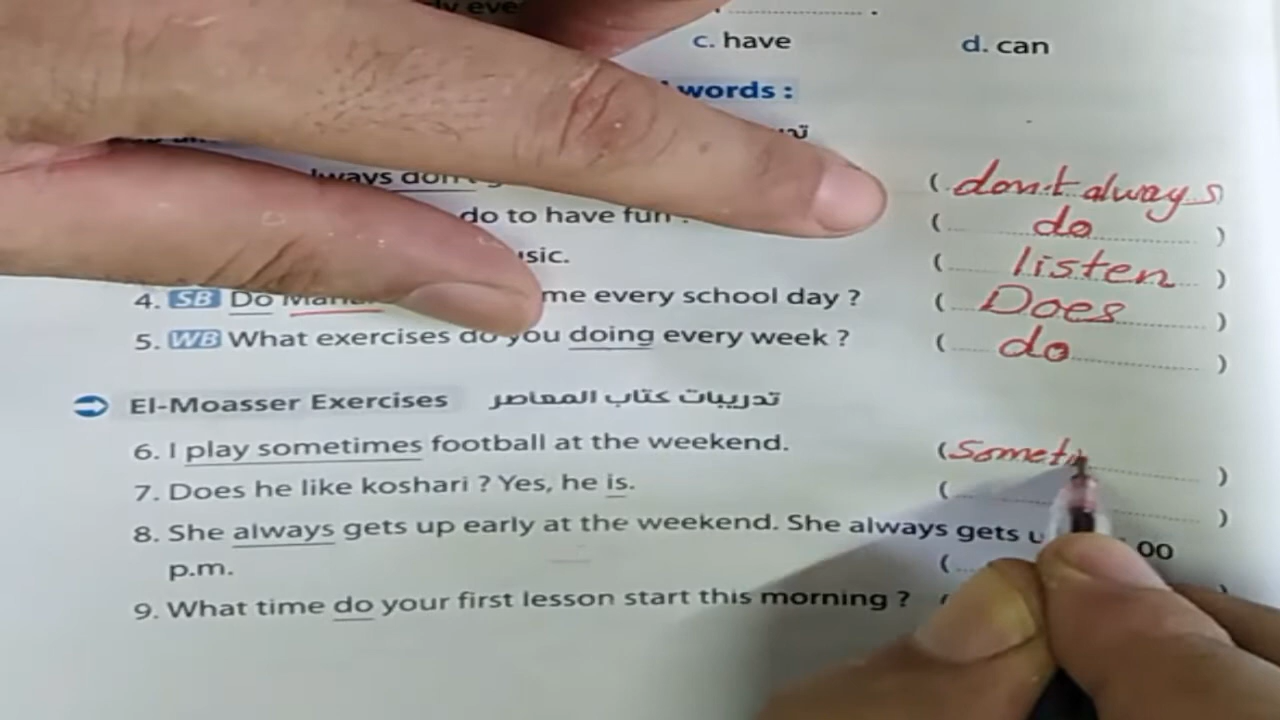 c. have d. can
words :
always don't (don't always)
do to have fun ? (do)
sic. (listen)
4. SB Do me every school day ? (Does)
5. WB What exercises do you doing every week ? (do)
El-Moasser Exercises تدريبات كتاب المعاصر
6. I play sometimes football at the weekend. (Someti
7. Does he like koshari ? Yes, he is. ( )
8. She always gets up early at the weekend. She always gets 00
p.m. (
9. What time do your first lesson start this morning ? (